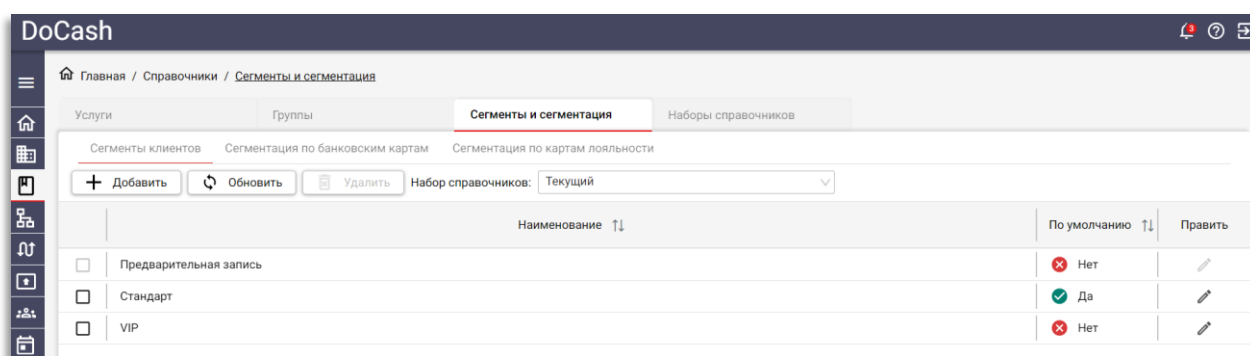 DoCash
3
Главная / Справочники / Сегменты и сегментация
Услуги Группы Сегменты и сегментация Наборы справочников
Сегменты клиентов Сегментация по банковским картам Сегментация по картам лояльности
Добавить Обновить Удалить Набор справочников: Текущий
Наименование По умолчанию Править
Предварительная запись Нет
Стандарт Да
VIP Нет